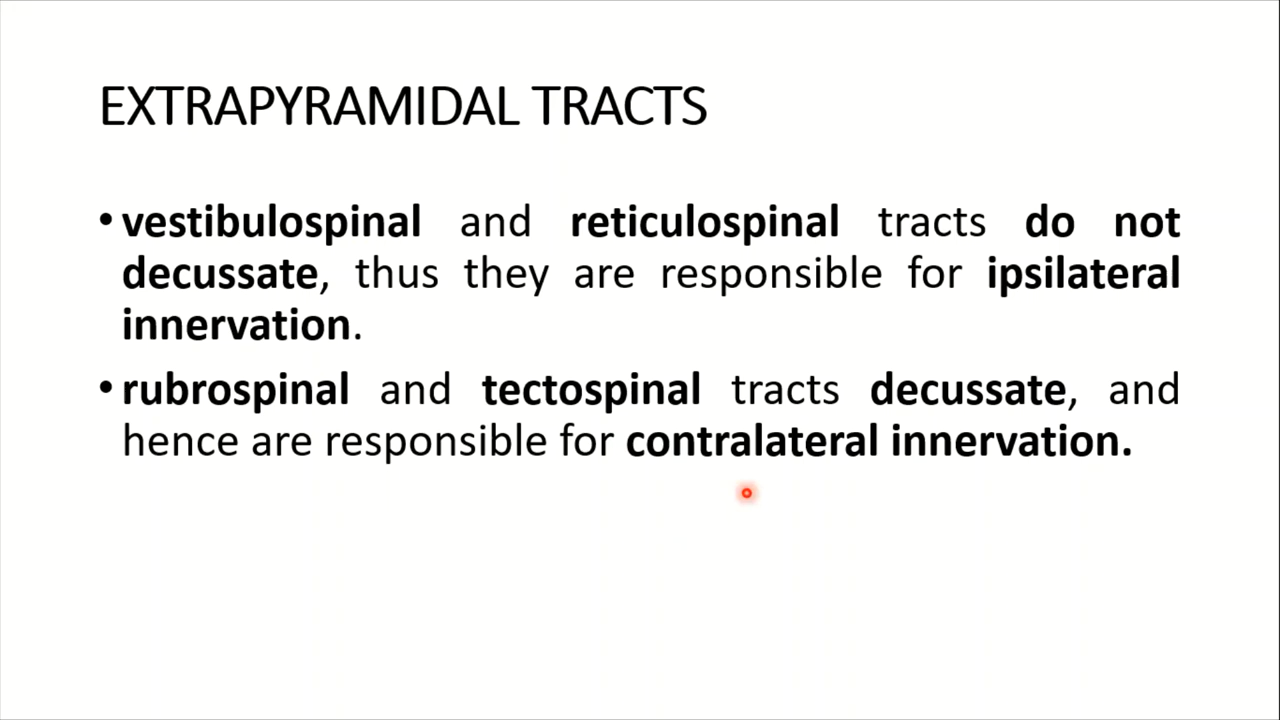 EXTRAPYRAMIDAL TRACTS
• vestibulospinal and reticulospinal tracts do not
decussate, thus they are responsible for ipsilateral
innervation.
• rubrospinal and tectospinal tracts decussate, and
hence are responsible for contralateral innervation.